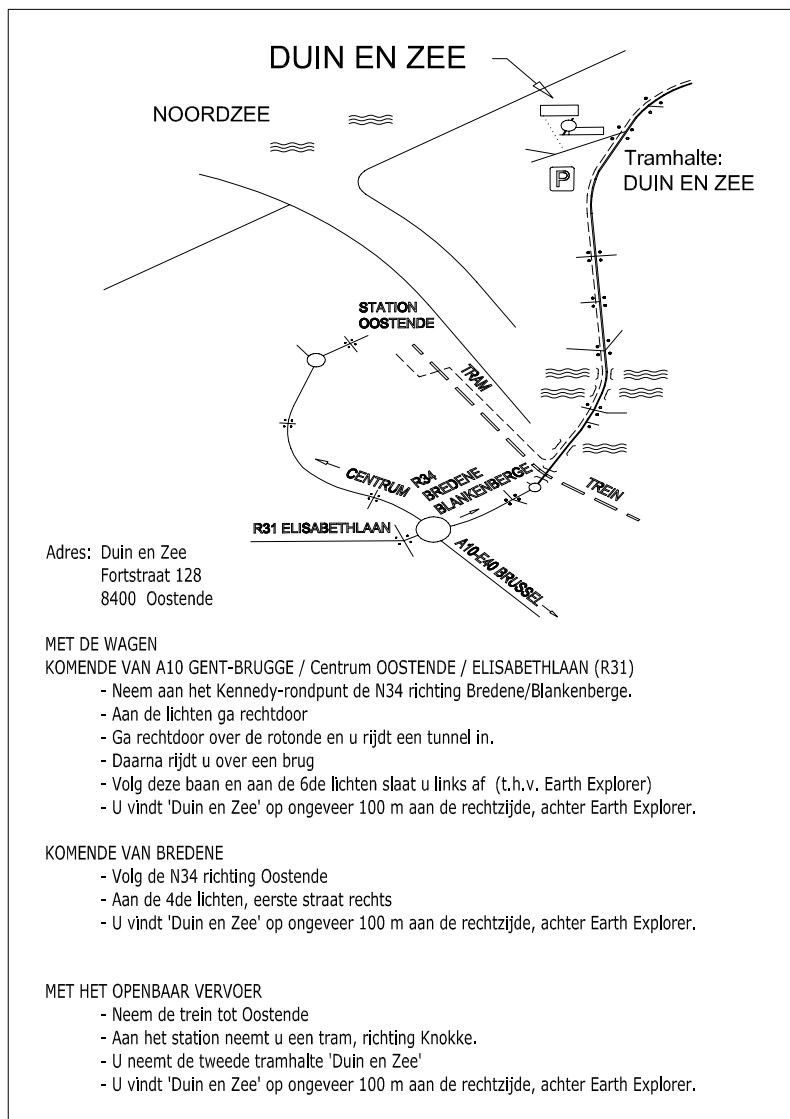 DUIN EN ZEE
NOORDZEE
Tramhalte:
DUIN EN ZEE
P
STATION
OOSTENDE
TRAM
CENTRUM
R34
BREDENE
BLANKENBERGE
TREIN
R31 ELISABETHLAAN
A10-E40 BRUSSEL
Adres: Duin en Zee
Fortstraat 128
8400 Oostende
MET DE WAGEN
KOMENDE VAN A10 GENT-BRUGGE / Centrum OOSTENDE / ELISABETHLAAN (R31)
- Neem aan het Kennedy-rondpunt de N34 richting Bredene/Blankenberge.
- Aan de lichten ga rechtdoor
- Ga rechtdoor over de rotonde en u rijdt een tunnel in.
- Daarna rijdt u over een brug
- Volg deze baan en aan de 6de lichten slaat u links af (t.h.v. Earth Explorer)
- U vindt 'Duin en Zee' op ongeveer 100 m aan de rechtzijde, achter Earth Explorer.
KOMENDE VAN BREDENE
- Volg de N34 richting Oostende
- Aan de 4de lichten, eerste straat rechts
- U vindt 'Duin en Zee' op ongeveer 100 m aan de rechtzijde, achter Earth Explorer.
MET HET OPENBAAR VERVOER
- Neem de trein tot Oostende
- Aan het station neemt u een tram, richting Knokke.
- U neemt de tweede tramhalte 'Duin en Zee'
- U vindt 'Duin en Zee' op ongeveer 100 m aan de rechtzijde, achter Earth Explorer.